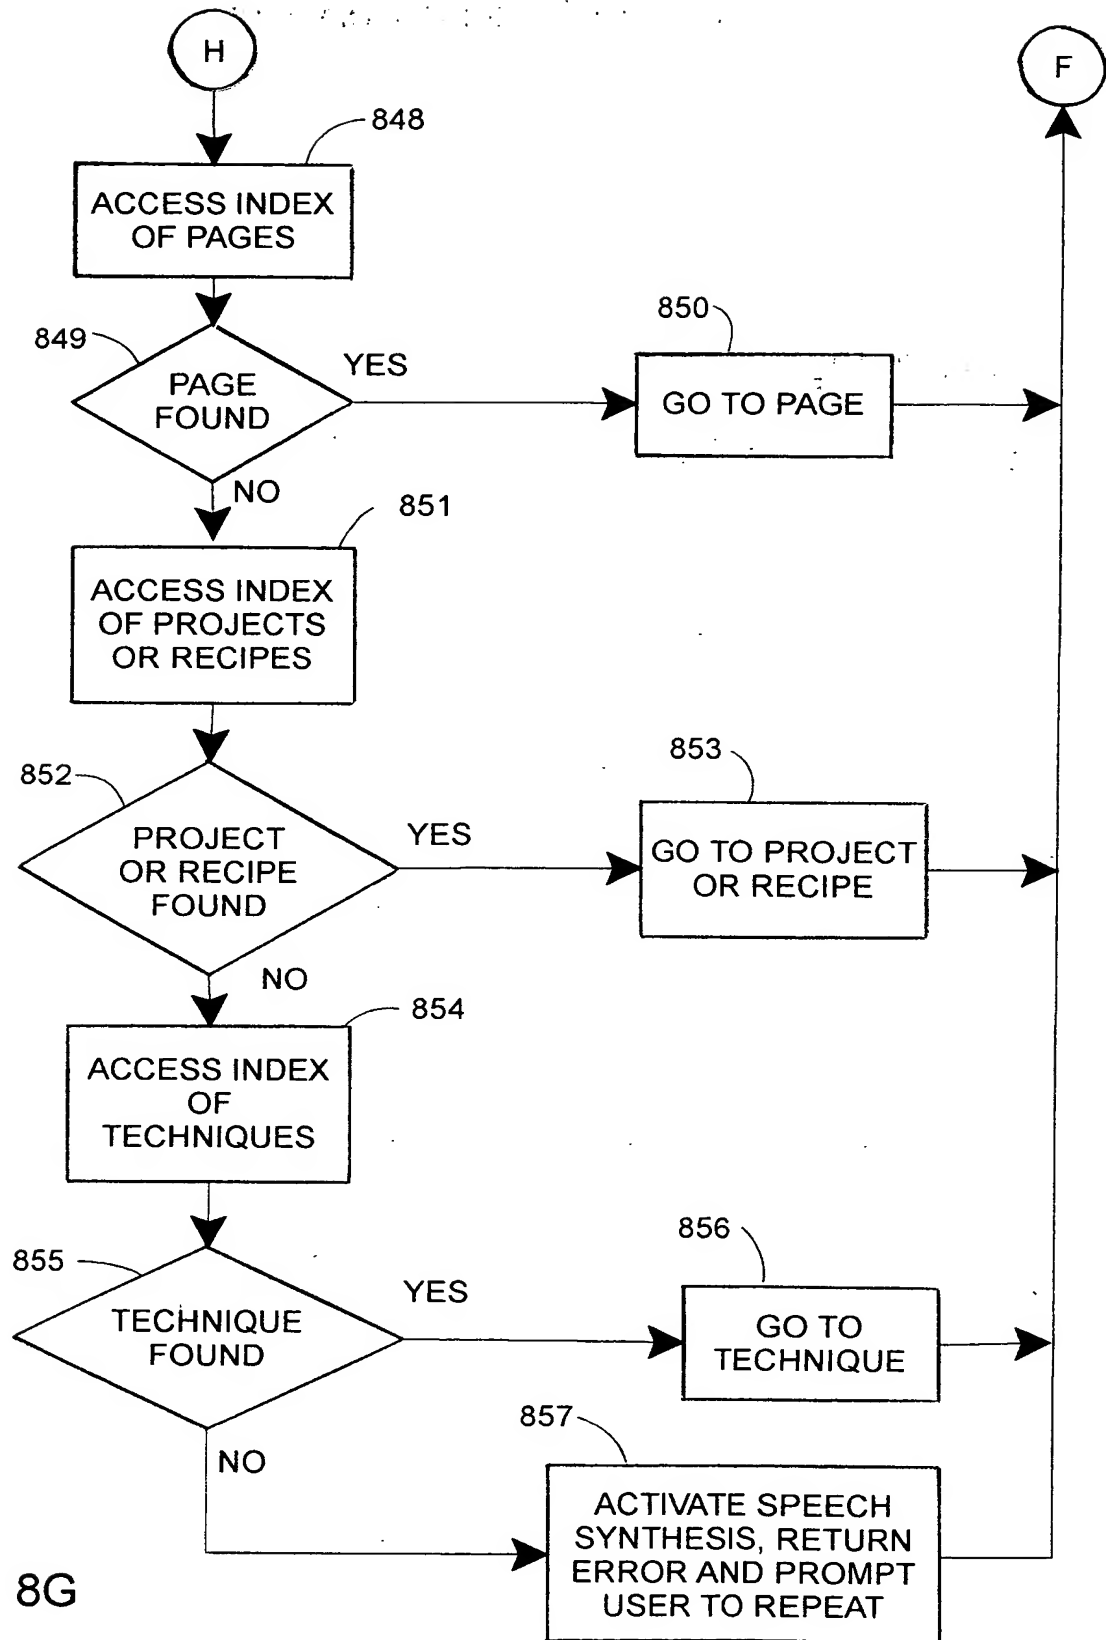 H
F
848
ACCESS INDEX
OF PAGES
849
PAGE
FOUND
YES
850
GO TO PAGE
NO
851
ACCESS INDEX
OF PROJECTS
OR RECIPES
852
PROJECT
OR RECIPE
FOUND
YES
853
GO TO PROJECT
OR RECIPE
NO
854
ACCESS INDEX
OF
TECHNIQUES
855
TECHNIQUE
FOUND
YES
856
GO TO
TECHNIQUE
NO
857
ACTIVATE SPEECH
SYNTHESIS, RETURN
ERROR AND PROMPT
USER TO REPEAT
8G